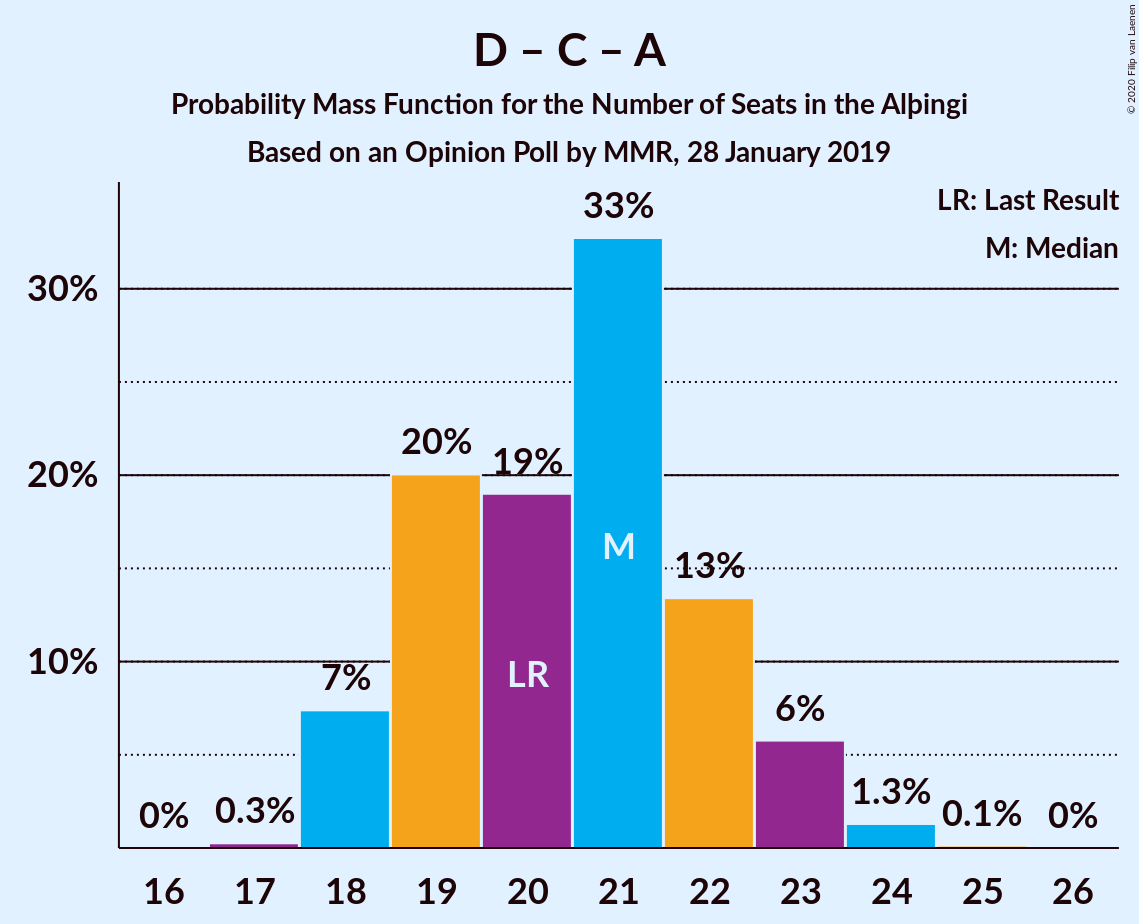 D – C – A
Probability Mass Function for the Number of Seats in the Alþingi
Based on an Opinion Poll by MMR, 28 January 2019
© 2020 Filip van Laenen
LR: Last Result
M: Median
30%
20%
10%
0%
0.3%
7%
20%
19%
33%
13%
6%
1.3%
0.1%
0%
LR
M
16 17 18 19 20 21 22 23 24 25 26